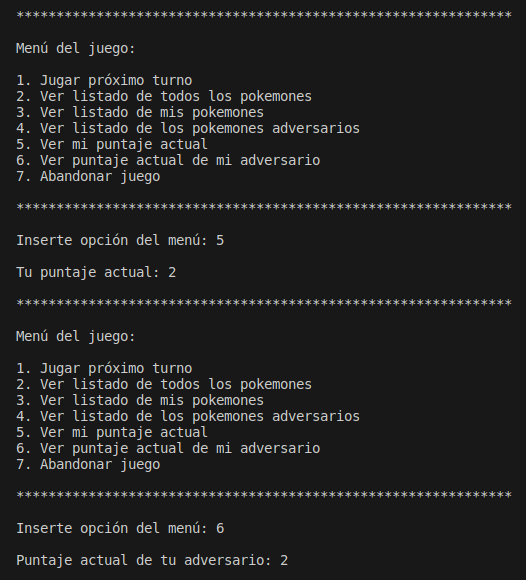 **************************************************************
Menú del juego:
1. Jugar próximo turno
2. Ver listado de todos los pokemones
3. Ver listado de mis pokemones
4. Ver listado de los pokemones adversarios
5. Ver mi puntaje actual
6. Ver puntaje actual de mi adversario
7. Abandonar juego
**************************************************************
Inserte opción del menú: 5
Tu puntaje actual: 2
**************************************************************
Menú del juego:
1. Jugar próximo turno
2. Ver listado de todos los pokemones
3. Ver listado de mis pokemones
4. Ver listado de los pokemones adversarios
5. Ver mi puntaje actual
6. Ver puntaje actual de mi adversario
7. Abandonar juego
**************************************************************
Inserte opción del menú: 6
Puntaje actual de tu adversario: 2